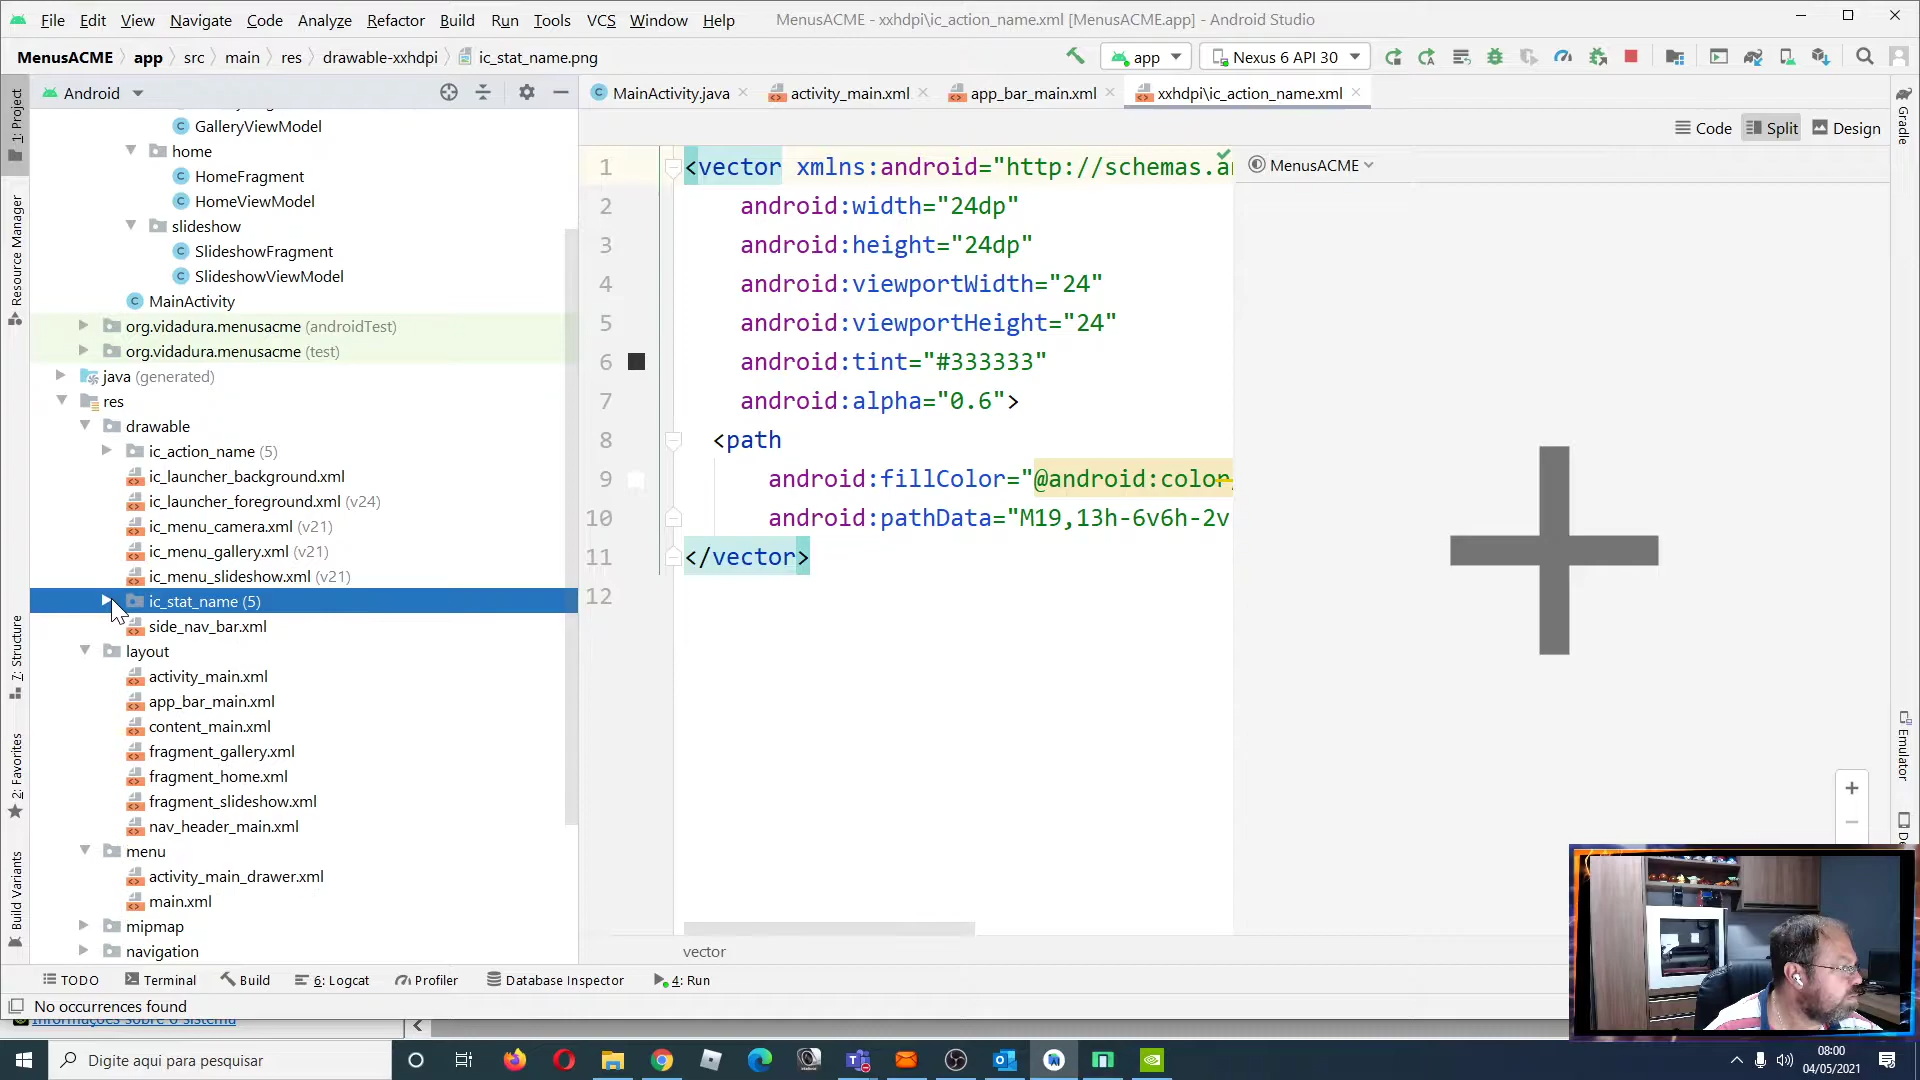 File Edit View Navigate Code Analyze Refactor Build Run Tools VCS Window Help MenusACME - xxhdpi\ic_action_name.xml [MenusACME.app] - Android Studio
MenusACME app src main res drawable-xxhdpi ic_stat_name.png app Nexus 6 API 30
Android MainActivity.java activity_main.xml app_bar_main.xml xxhdpi\ic_action_name.xml
Code Split Design
MenusACME
1: Project
Resource Manager
7: Structure
2: Favorites
Build Variants
Gradle
Emulator
GalleryViewModel
home
HomeFragment
HomeViewModel
slideshow
SlideshowFragment
SlideshowViewModel
MainActivity
org.vidadura.menusacme (androidTest)
org.vidadura.menusacme (test)
java (generated)
res
drawable
ic_action_name (5)
ic_launcher_background.xml
ic_launcher_foreground.xml (v24)
ic_menu_camera.xml (v21)
ic_menu_gallery.xml (v21)
ic_menu_slideshow.xml (v21)
ic_stat_name (5)
side_nav_bar.xml
layout
activity_main.xml
app_bar_main.xml
content_main.xml
fragment_gallery.xml
fragment_home.xml
fragment_slideshow.xml
nav_header_main.xml
menu
activity_main_drawer.xml
main.xml
mipmap
navigation
1 <vector xmlns:android="http://schemas.a
2 android:width="24dp"
3 android:height="24dp"
4 android:viewportWidth="24"
5 android:viewportHeight="24"
6 android:tint="#333333"
7 android:alpha="0.6">
8 <path
9 android:fillColor="@android:color
10 android:pathData="M19,13h-6v6h-2v
11 </vector>
12
vector
TODO Terminal Build 6: Logcat Profiler Database Inspector 4: Run
No occurrences found
Informações sobre o sistema
Digite aqui para pesquisar
08:00
04/05/2021